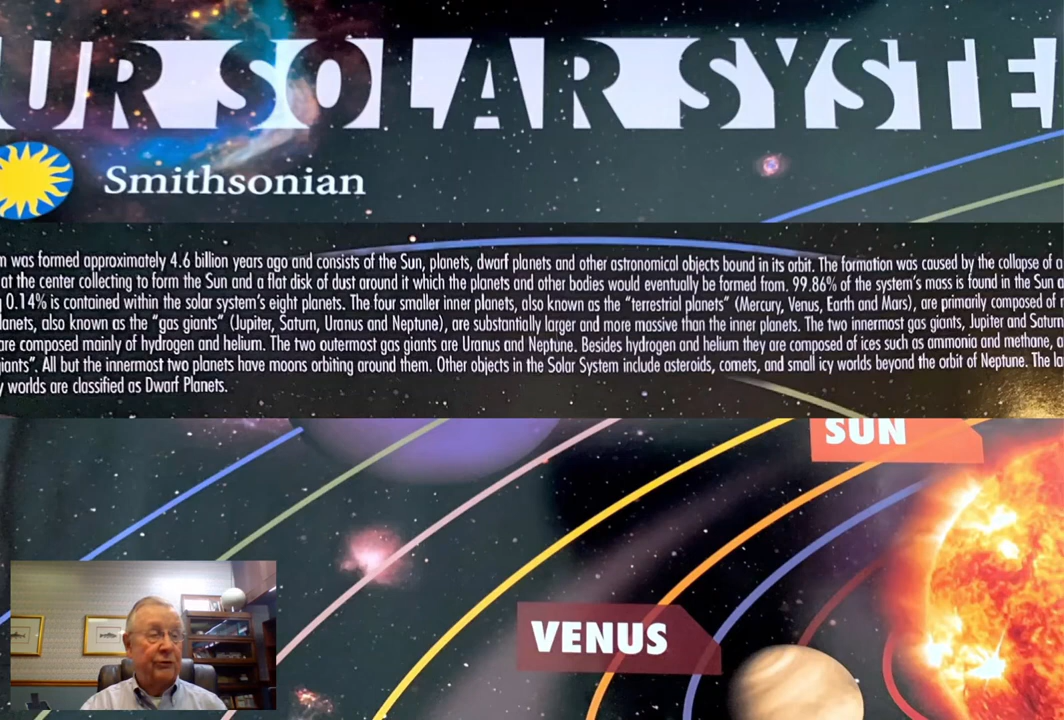 UR SOLAR SYSTE
Smithsonian
m was formed approximately 4.6 billion years ago and consists of the Sun, planets, dwarf planets and other astronomical objects bound in its orbit. The formation was caused by the collapse of a
at the center collecting to form the Sun and a flat disk of dust around it which the planets and other bodies would eventually be formed from. 99.86% of the system's mass is found in the Sun
0.14% is contained within the solar system's eight planets. The four smaller inner planets, also known as the "terrestrial planets" (Mercury, Venus, Earth and Mars), are primarily composed of
lanets, also known as the "gas giants" (Jupiter, Saturn, Uranus and Neptune), are substantially larger and more massive than the inner planets. The two innermost gas giants, Jupiter and Satur
are composed mainly of hydrogen and helium. The two outermost gas giants are Uranus and Neptune. Besides hydrogen and helium they are composed of ices such as ammonia and methane, a
giants". All but the innermost two planets have moons orbiting around them. Other objects in the Solar System include asteroids, comets, and small icy worlds beyond the orbit of Neptune. The la
y worlds are classified as Dwarf Planets.
SUN
VENUS